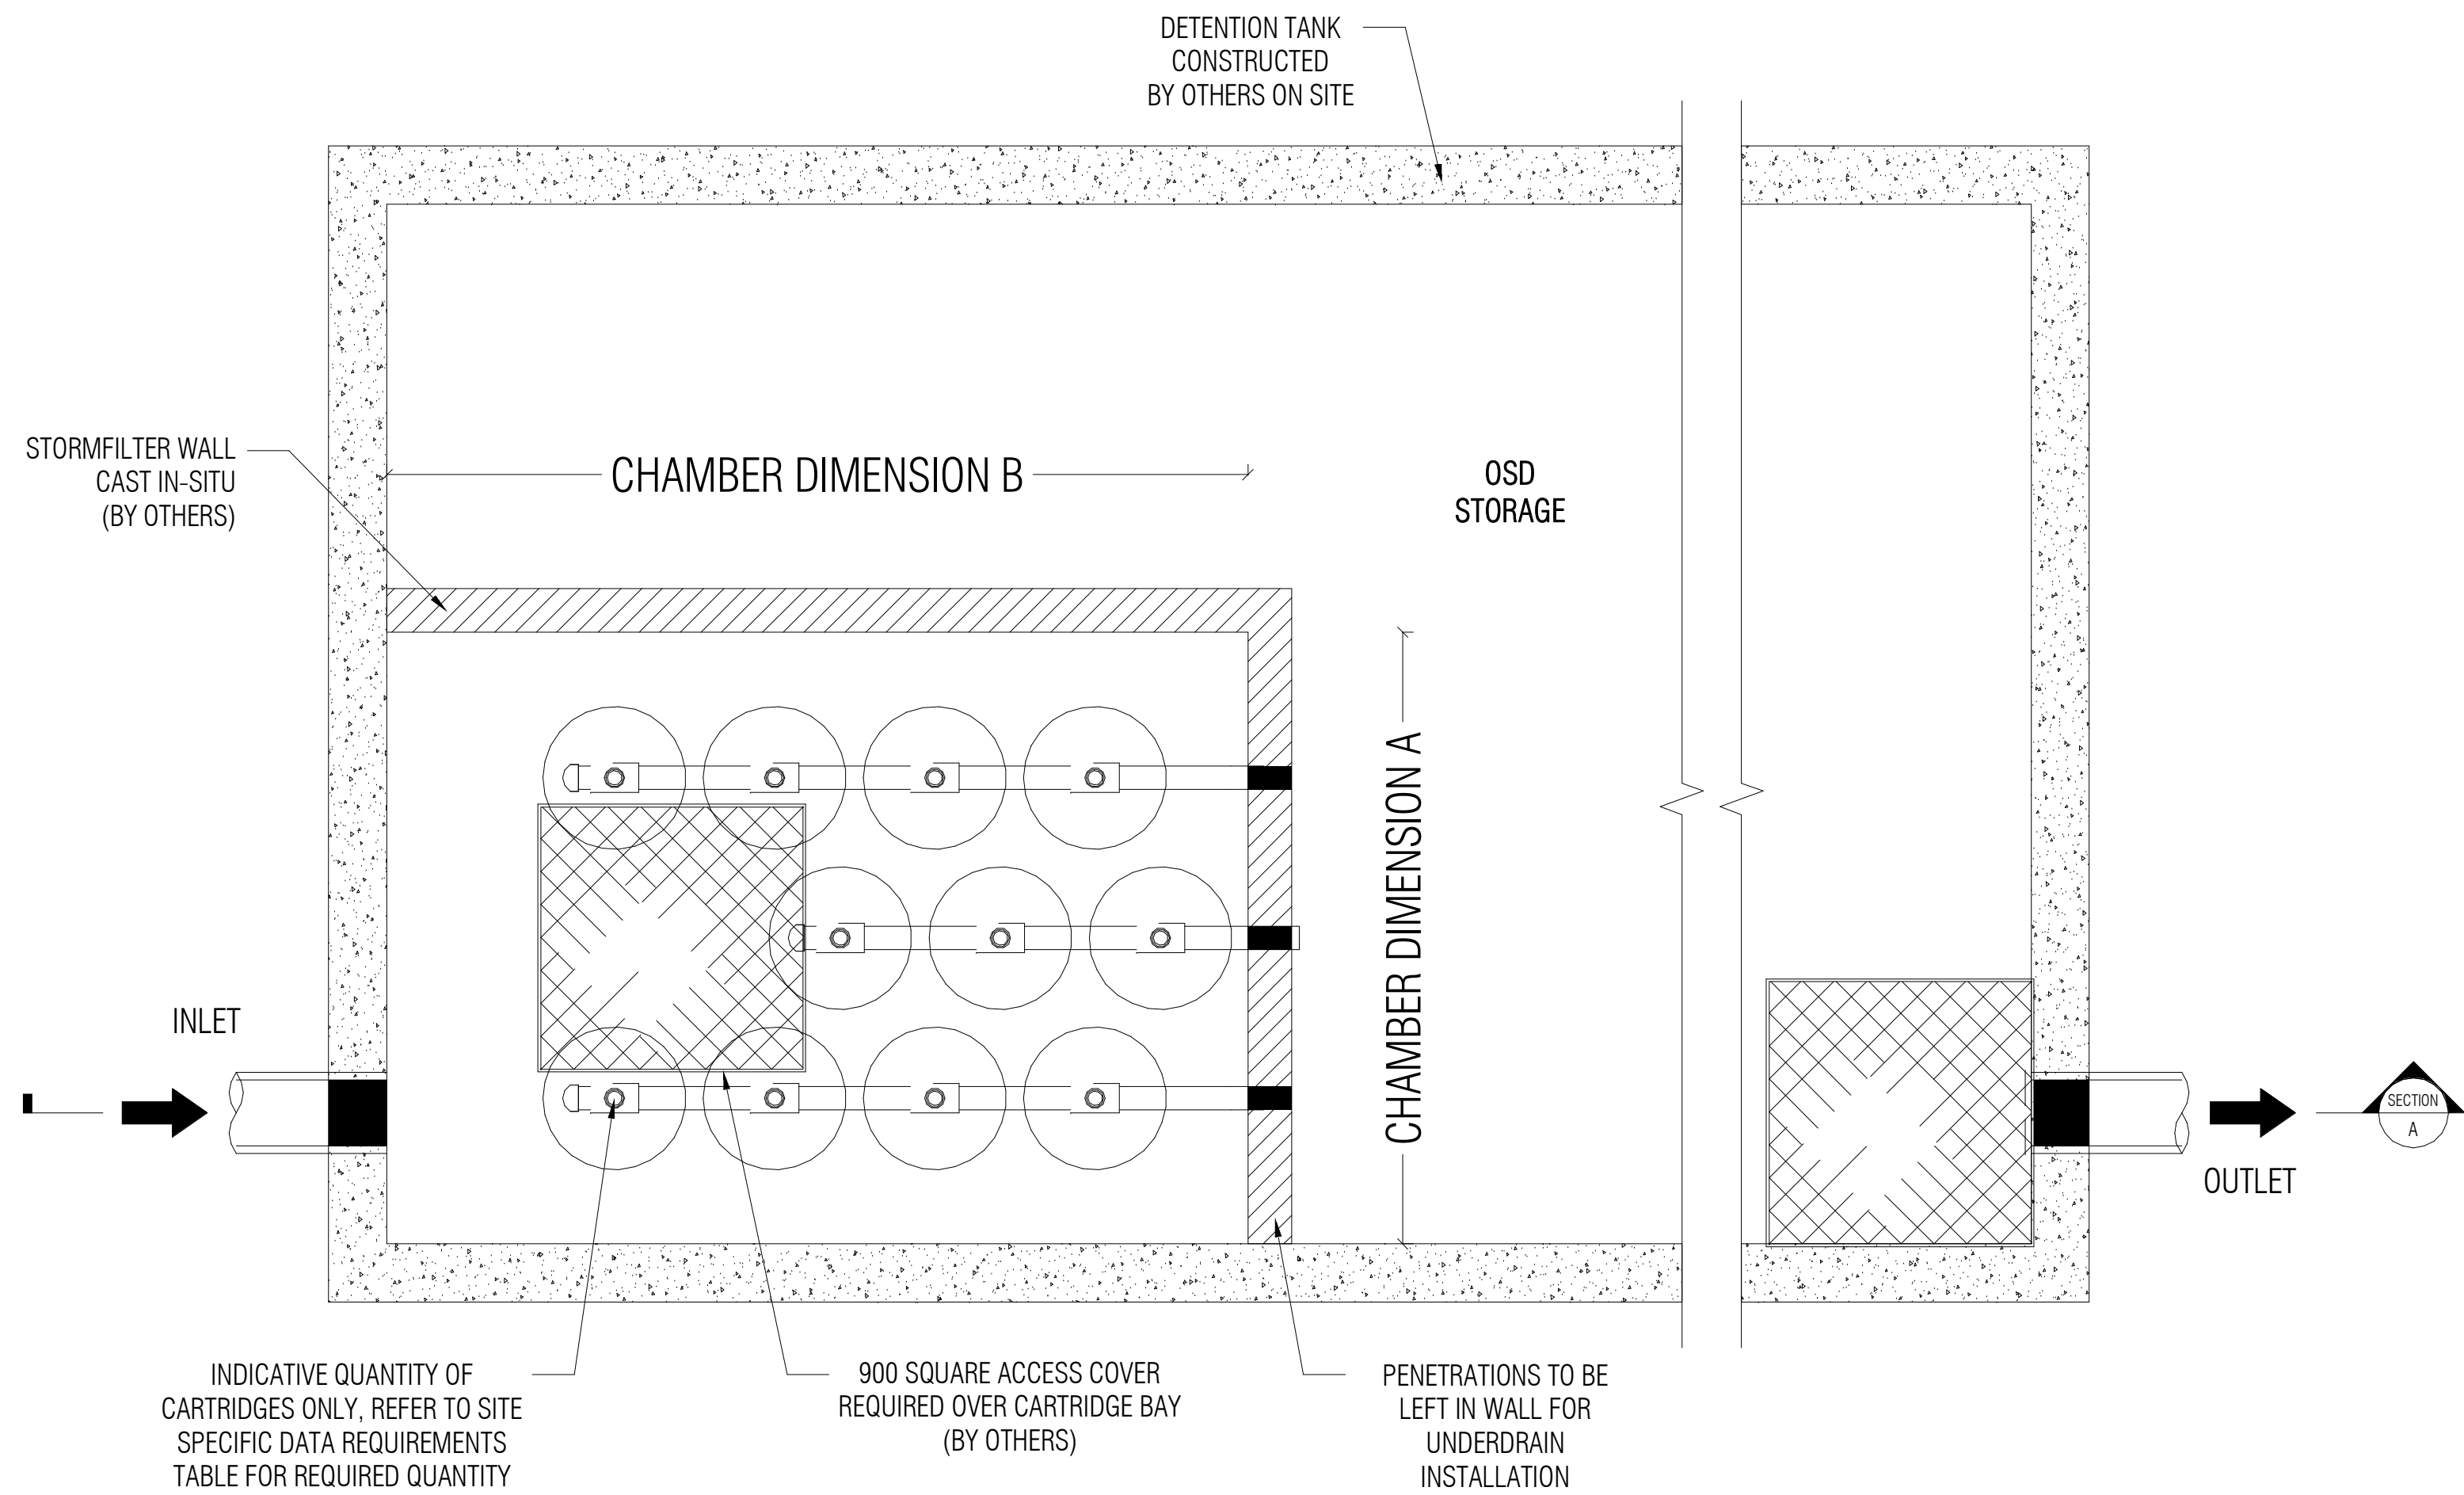 DETENTION TANK
CONSTRUCTED
BY OTHERS ON SITE
STORMFILTER WALL
CAST IN-SITU
(BY OTHERS)
CHAMBER DIMENSION B
OSD
STORAGE
CHAMBER DIMENSION A
INLET
SECTION
A
OUTLET
INDICATIVE QUANTITY OF
CARTRIDGES ONLY, REFER TO SITE
SPECIFIC DATA REQUIREMENTS
TABLE FOR REQUIRED QUANTITY
900 SQUARE ACCESS COVER
REQUIRED OVER CARTRIDGE BAY
(BY OTHERS)
PENETRATIONS TO BE
LEFT IN WALL FOR
UNDERDRAIN
INSTALLATION